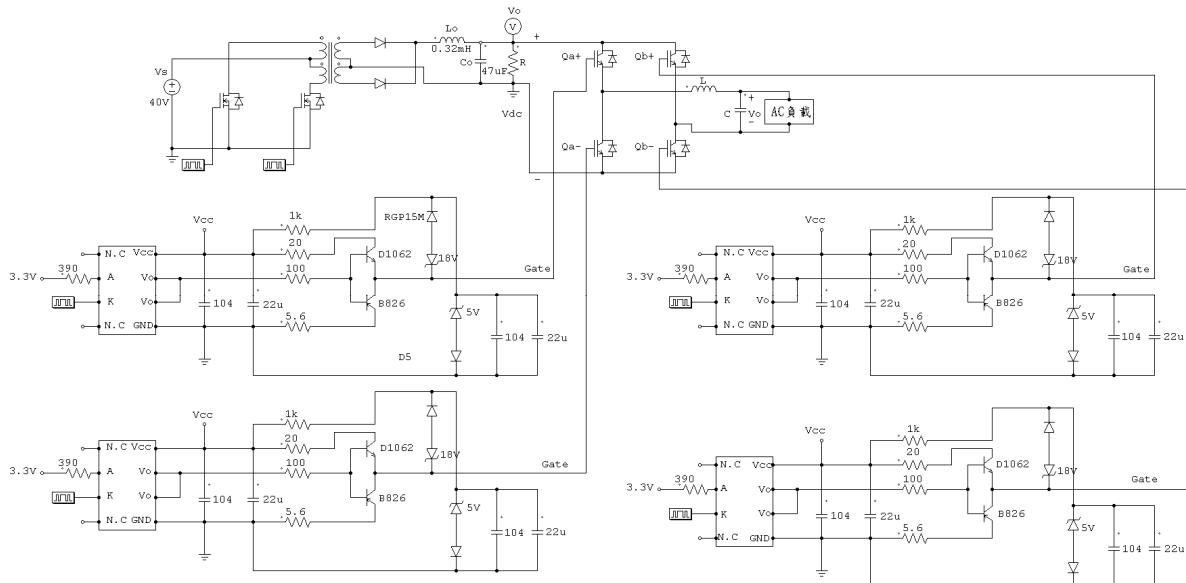 Vo
V
Lo
0.32mH
+
Co
47uF
R
Vs
40V
Vdc
-
Qa+
Qb+
L
+
C
Vo
-
AC負載
Qa-
Qb-
Vcc
1k
RGP15M
N.C
Vcc
20
D1062
18V
3.3V
390
A
Vo
100
Gate
K
Vo
104
22u
B826
N.C
GND
5.6
5V
104
22u
D5
Vcc
1k
N.C
Vcc
20
D1062
18V
3.3V
390
A
Vo
100
Gate
K
Vo
104
22u
B826
N.C
GND
5.6
5V
104
22u
Vcc
1k
N.C
Vcc
20
D1062
18V
3.3V
390
A
Vo
100
Gate
K
Vo
104
22u
B826
N.C
GND
5.6
5V
104
22u
Vcc
1k
N.C
Vcc
20
D1062
18V
3.3V
390
A
Vo
100
Gate
K
Vo
104
22u
B826
N.C
GND
5.6
5V
104
22u